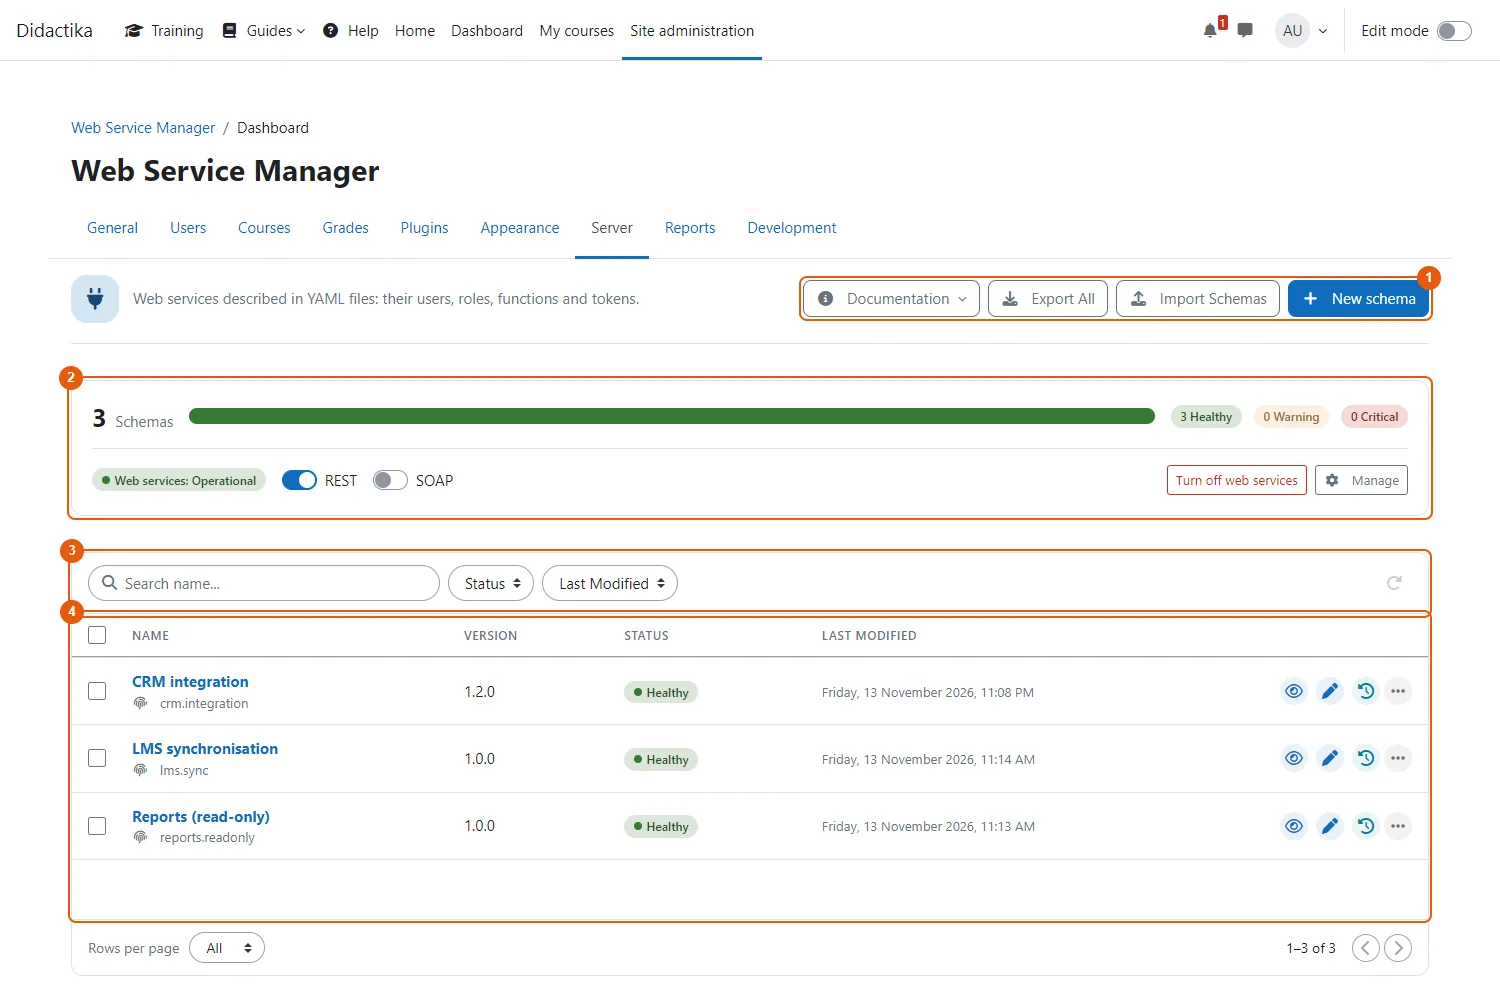 Didactika Training Guides Help Home Dashboard My courses Site administration 1 AU Edit mode
Web Service Manager / Dashboard
Web Service Manager
General Users Courses Grades Plugins Appearance Server Reports Development
1
Web services described in YAML files: their users, roles, functions and tokens. Documentation Export All Import Schemas New schema
2
3 Schemas 3 Healthy 0 Warning 0 Critical
Web services: Operational REST SOAP Turn off web services Manage
3
Search name... Status Last Modified
4
NAME VERSION STATUS LAST MODIFIED
CRM integration
crm.integration 1.2.0 Healthy Friday, 13 November 2026, 11:08 PM
LMS synchronisation
lms.sync 1.0.0 Healthy Friday, 13 November 2026, 11:14 AM
Reports (read-only)
reports.readonly 1.0.0 Healthy Friday, 13 November 2026, 11:13 AM
Rows per page All 1–3 of 3